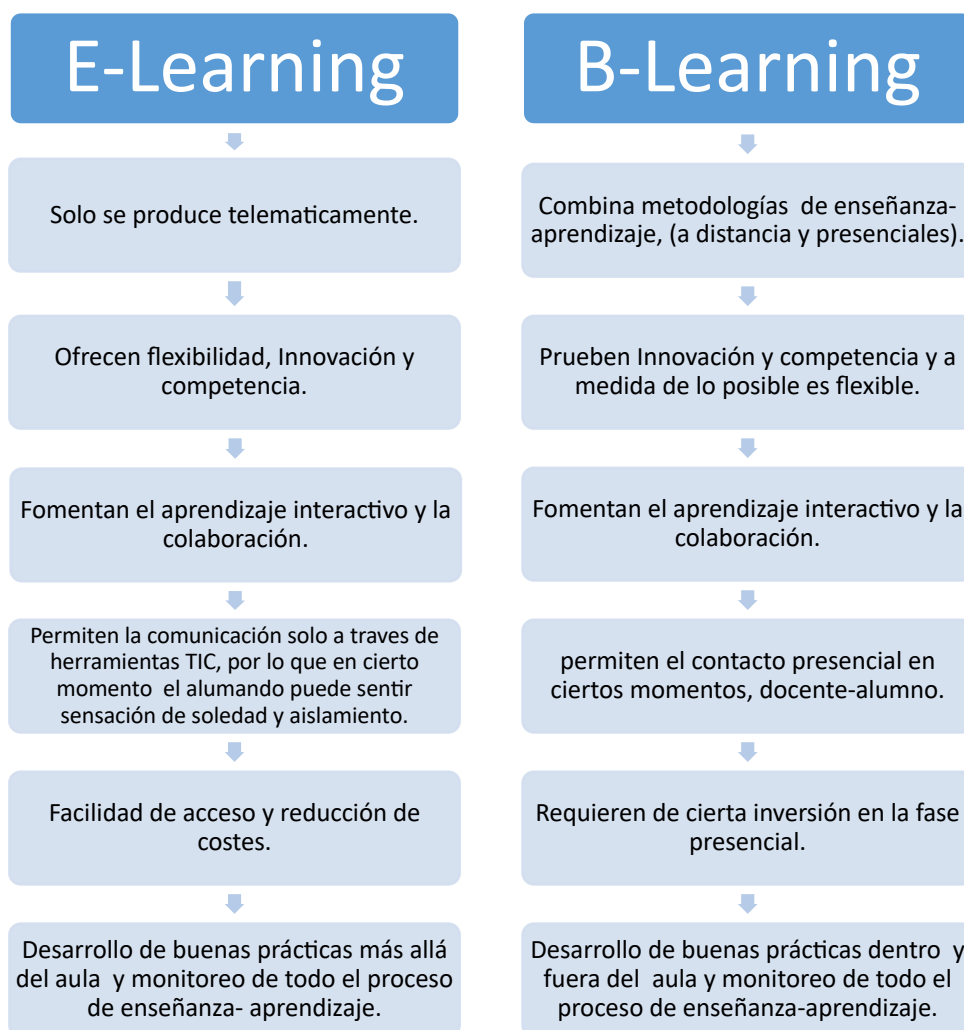 E-Learning
Solo se produce telematicamente.
Ofrecen flexibilidad, Innovación y
competencia.
Fomentan el aprendizaje interactivo y la
colaboración.
Permiten la comunicación solo a traves de
herramientas TIC, por lo que en cierto
momento el alumando puede sentir
sensación de soledad y aislamiento.
Facilidad de acceso y reducción de
costes.
Desarrollo de buenas prácticas más allá
del aula y monitoreo de todo el proceso
de enseñanza- aprendizaje.
B-Learning
Combina metodologías de enseñanza-
aprendizaje, (a distancia y presenciales).
Prueben Innovación y competencia y a
medida de lo posible es flexible.
Fomentan el aprendizaje interactivo y la
colaboración.
permiten el contacto presencial en
ciertos momentos, docente-alumno.
Requieren de cierta inversión en la fase
presencial.
Desarrollo de buenas prácticas dentro y
fuera del aula y monitoreo de todo el
proceso de enseñanza-aprendizaje.